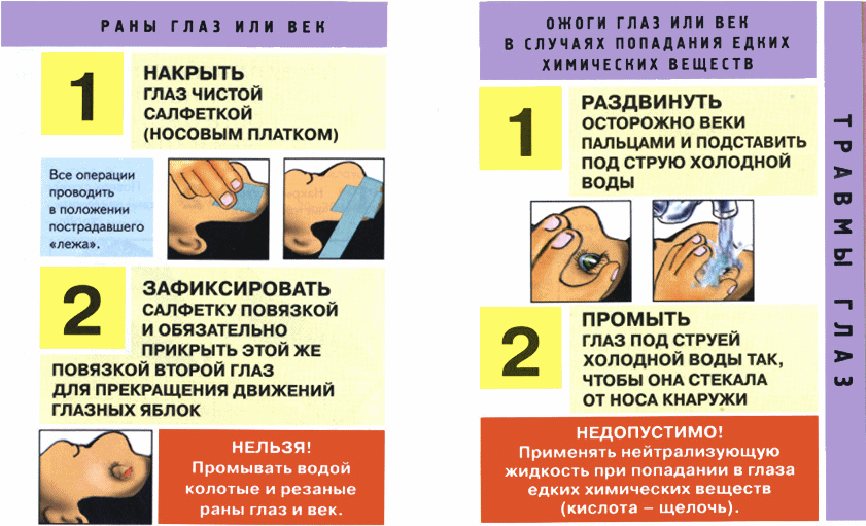 РАНЫ ГЛАЗ ИЛИ ВЕК
1
НАКРЫТЬ
ГЛАЗ ЧИСТОЙ
САЛФЕТКОЙ
(НОСОВЫМ ПЛАТКОМ)
Все операции
проводить
в положении
пострадавшего
«лежа».
2
ЗАФИКСИРОВАТЬ
САЛФЕТКУ ПОВЯЗКОЙ
И ОБЯЗАТЕЛЬНО
ПРИКРЫТЬ ЭТОЙ ЖЕ
ПОВЯЗКОЙ ВТОРОЙ ГЛАЗ
ДЛЯ ПРЕКРАЩЕНИЯ ДВИЖЕНИЙ
ГЛАЗНЫХ ЯБЛОК
НЕЛЬЗЯ!
Промывать водой
колотые и резаные
раны глаз и век.
ОЖОГИ ГЛАЗ ИЛИ ВЕК
В СЛУЧАЯХ ПОПАДАНИЯ ЕДКИХ
ХИМИЧЕСКИХ ВЕЩЕСТВ
1
РАЗДВИНУТЬ
ОСТОРОЖНО ВЕКИ
ПАЛЬЦАМИ И ПОДСТАВИТЬ
ПОД СТРУЮ ХОЛОДНОЙ
ВОДЫ
2
ПРОМЫТЬ
ГЛАЗ ПОД СТРУЕЙ
ХОЛОДНОЙ ВОДЫ ТАК,
ЧТОБЫ ОНА СТЕКАЛА
ОТ НОСА КНАРУЖИ
НЕДОПУСТИМО!
Применять нейтрализующую
жидкость при попадании в глаза
едких химических веществ
(кислота – щелочь).
ТРАВМЫ ГЛАЗ